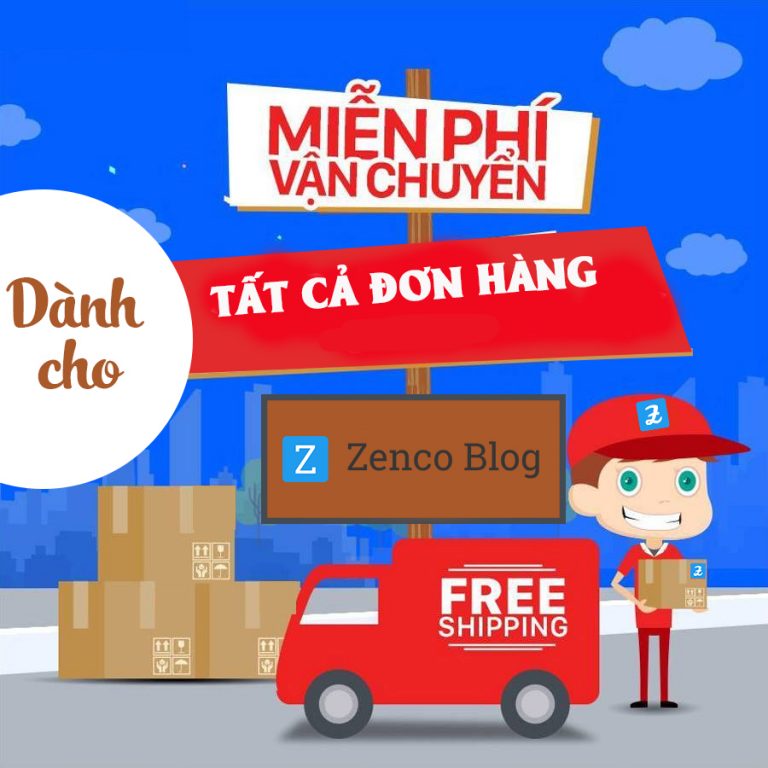 MIỄN PHÍ
VẬN CHUYỂN
Dành
cho
TẤT CẢ ĐƠN HÀNG
Z Zenco Blog
Z
FREE
SHIPPING
Z